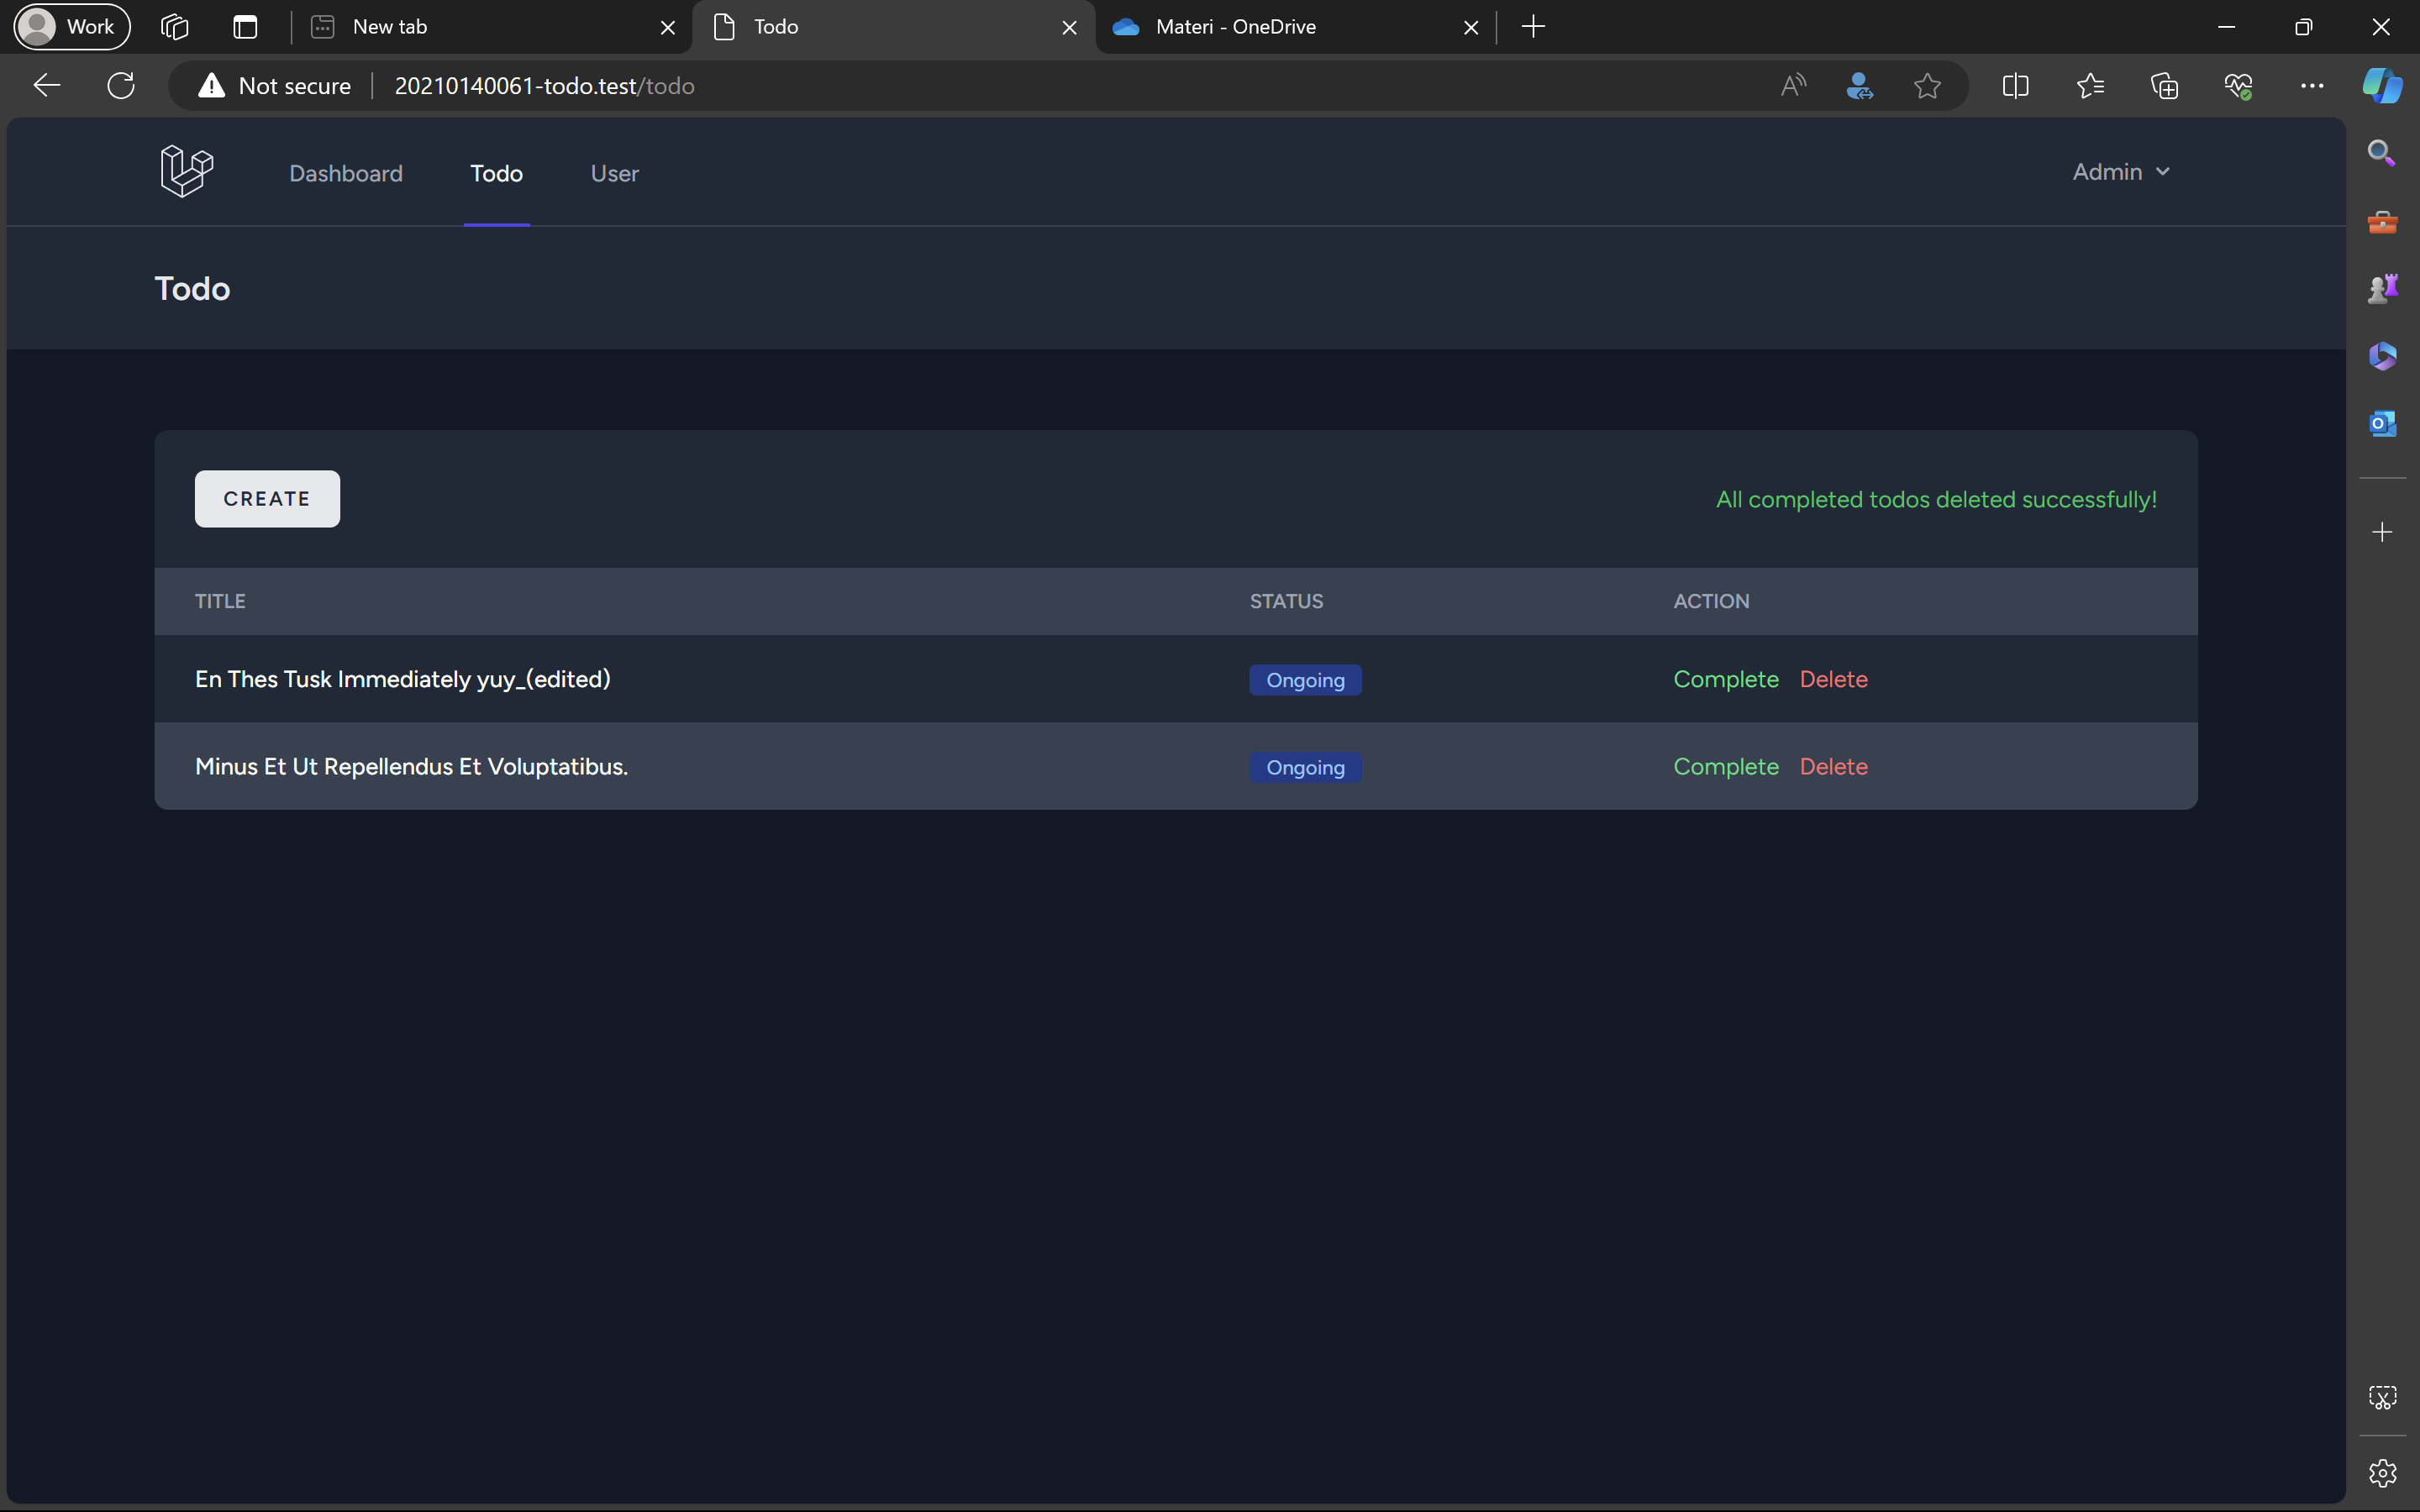 Work
New tab
Todo
Materi - OneDrive
Not secure
20210140061-todo.test/todo
Dashboard
Todo
User
Admin
Todo
CREATE
All completed todos deleted successfully!
TITLE
STATUS
ACTION
En Thes Tusk Immediately yuy_(edited)
Ongoing
Complete
Delete
Minus Et Ut Repellendus Et Voluptatibus.
Ongoing
Complete
Delete